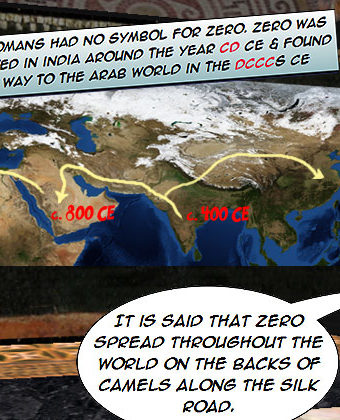 OMANS HAD NO SYMBOL FOR ZERO. ZERO WAS
ED IN INDIA AROUND THE YEAR CD CE & FOUND
WAY TO THE ARAB WORLD IN THE DCCCS CE
c. 800 CE
c. 400 CE
IT IS SAID THAT ZERO
SPREAD THROUGHOUT THE
WORLD ON THE BACKS OF
CAMELS ALONG THE SILK
ROAD.